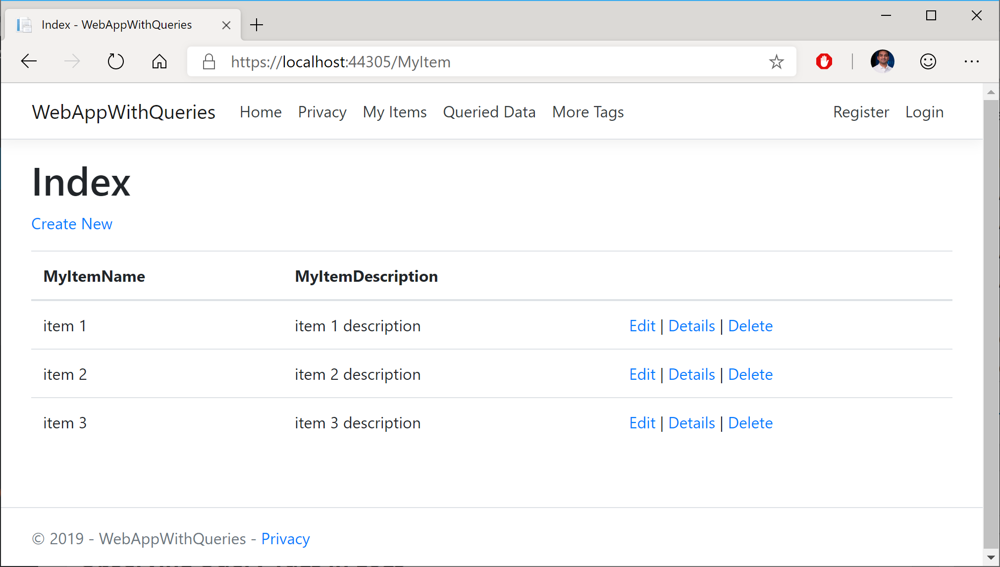 Index - WebAppWithQueries
https://localhost:44305/MyItem
WebAppWithQueries Home Privacy My Items Queried Data More Tags Register Login
Index
Create New
MyItemName MyItemDescription
item 1 item 1 description Edit | Details | Delete
item 2 item 2 description Edit | Details | Delete
item 3 item 3 description Edit | Details | Delete
© 2019 - WebAppWithQueries - Privacy